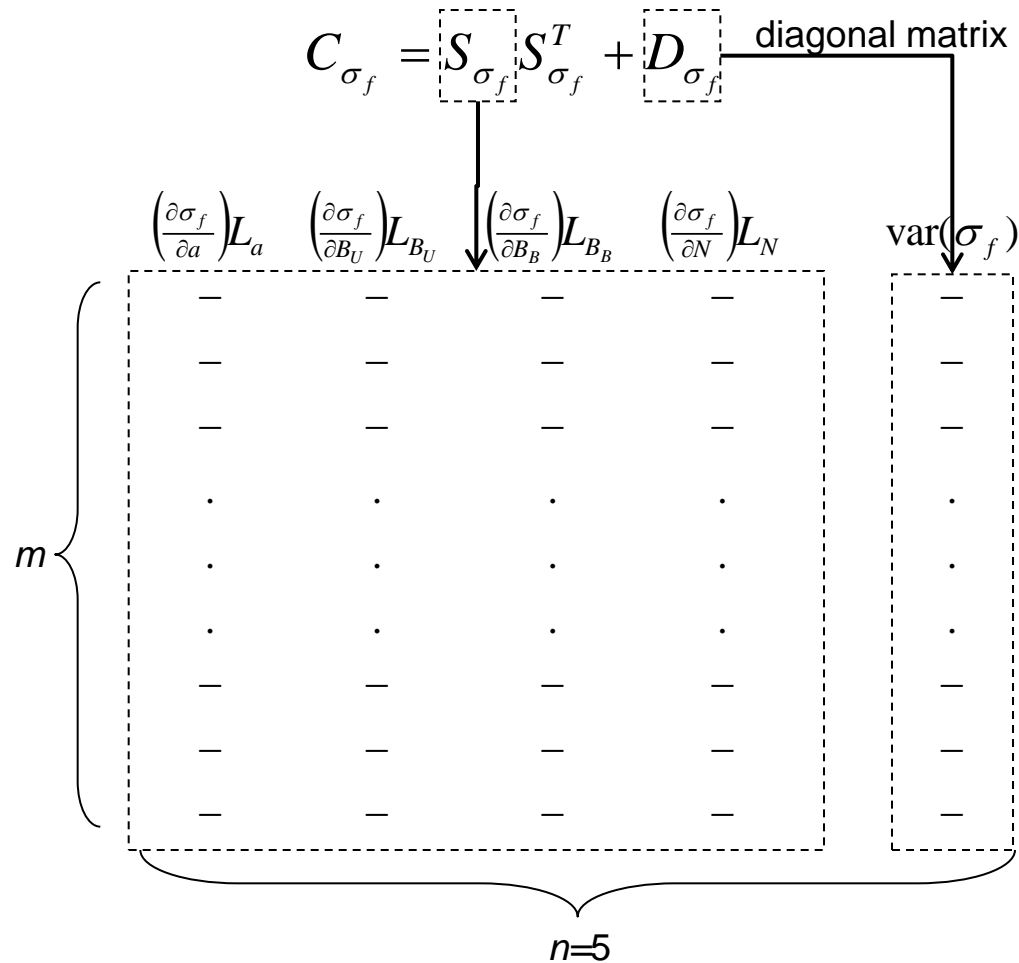 C_{σ_f} = S_{σ_f} S_{σ_f}^T + D_{σ_f} diagonal matrix
(∂σ_f/∂a)L_a (∂σ_f/∂B_U)L_{B_U} (∂σ_f/∂B_B)L_{B_B} (∂σ_f/∂N)L_N var(σ_f)
– – – – –
– – – – –
– – – – –
. . . . .
m . . . . .
. . . . .
– – – – –
– – – – –
– – – – –
n=5